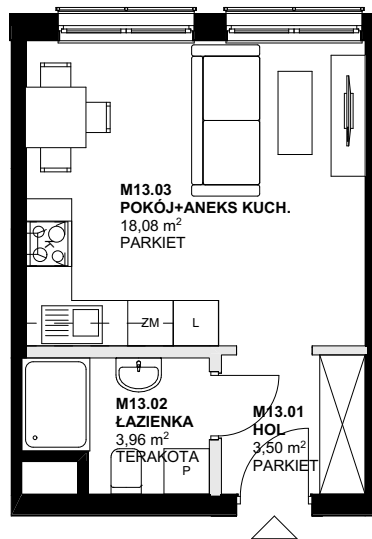 M13.03
POKÓJ+ANEKS KUCH.
18,08 m²
PARKIET
K
ZM
L
M13.02
ŁAZIENKA
3,96 m²
TERAKOTA
P
M13.01
HOL
3,50 m²
PARKIET